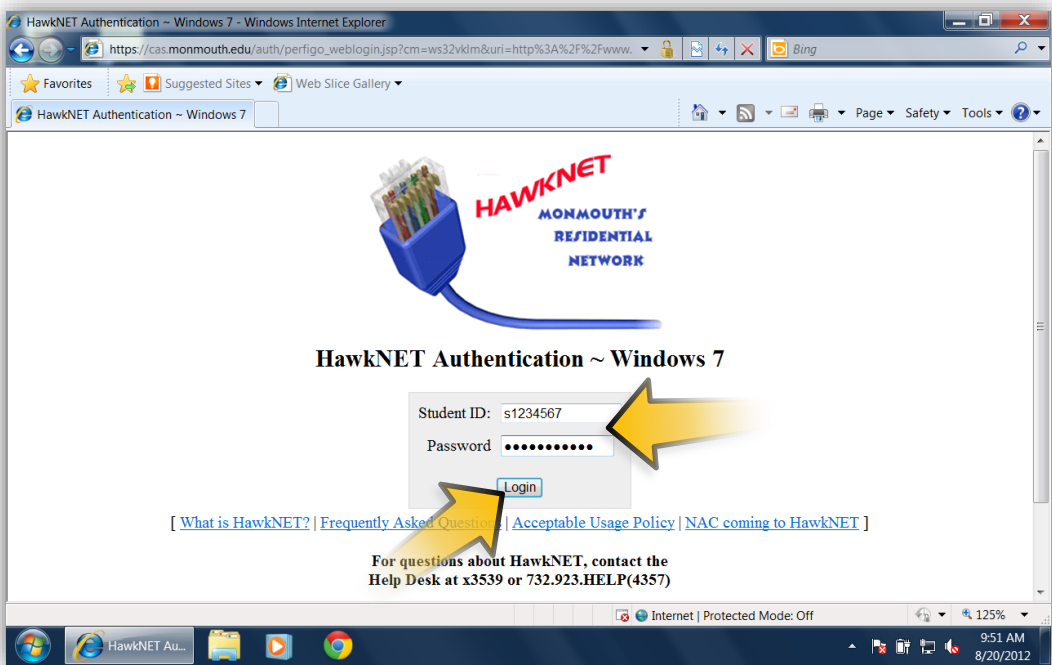 HawkNET Authentication ~ Windows 7 - Windows Internet Explorer
https://cas.monmouth.edu/auth/perfigo_weblogin.jsp?cm=ws32vklm&uri=http%3A%2F%2Fwww.
Bing
Favorites Suggested Sites Web Slice Gallery
HawkNET Authentication ~ Windows 7 Page Safety Tools
HAWKNET
MONMOUTH'S
RESIDENTIAL
NETWORK
HawkNET Authentication ~ Windows 7
Student ID: s1234567
Password •••••••••••
Login
[ What is HawkNET? | Frequently Asked Questions | Acceptable Usage Policy | NAC coming to HawkNET ]
For questions about HawkNET, contact the
Help Desk at x3539 or 732.923.HELP(4357)
Internet | Protected Mode: Off 125%
HawkNET Au... 9:51 AM
8/20/2012